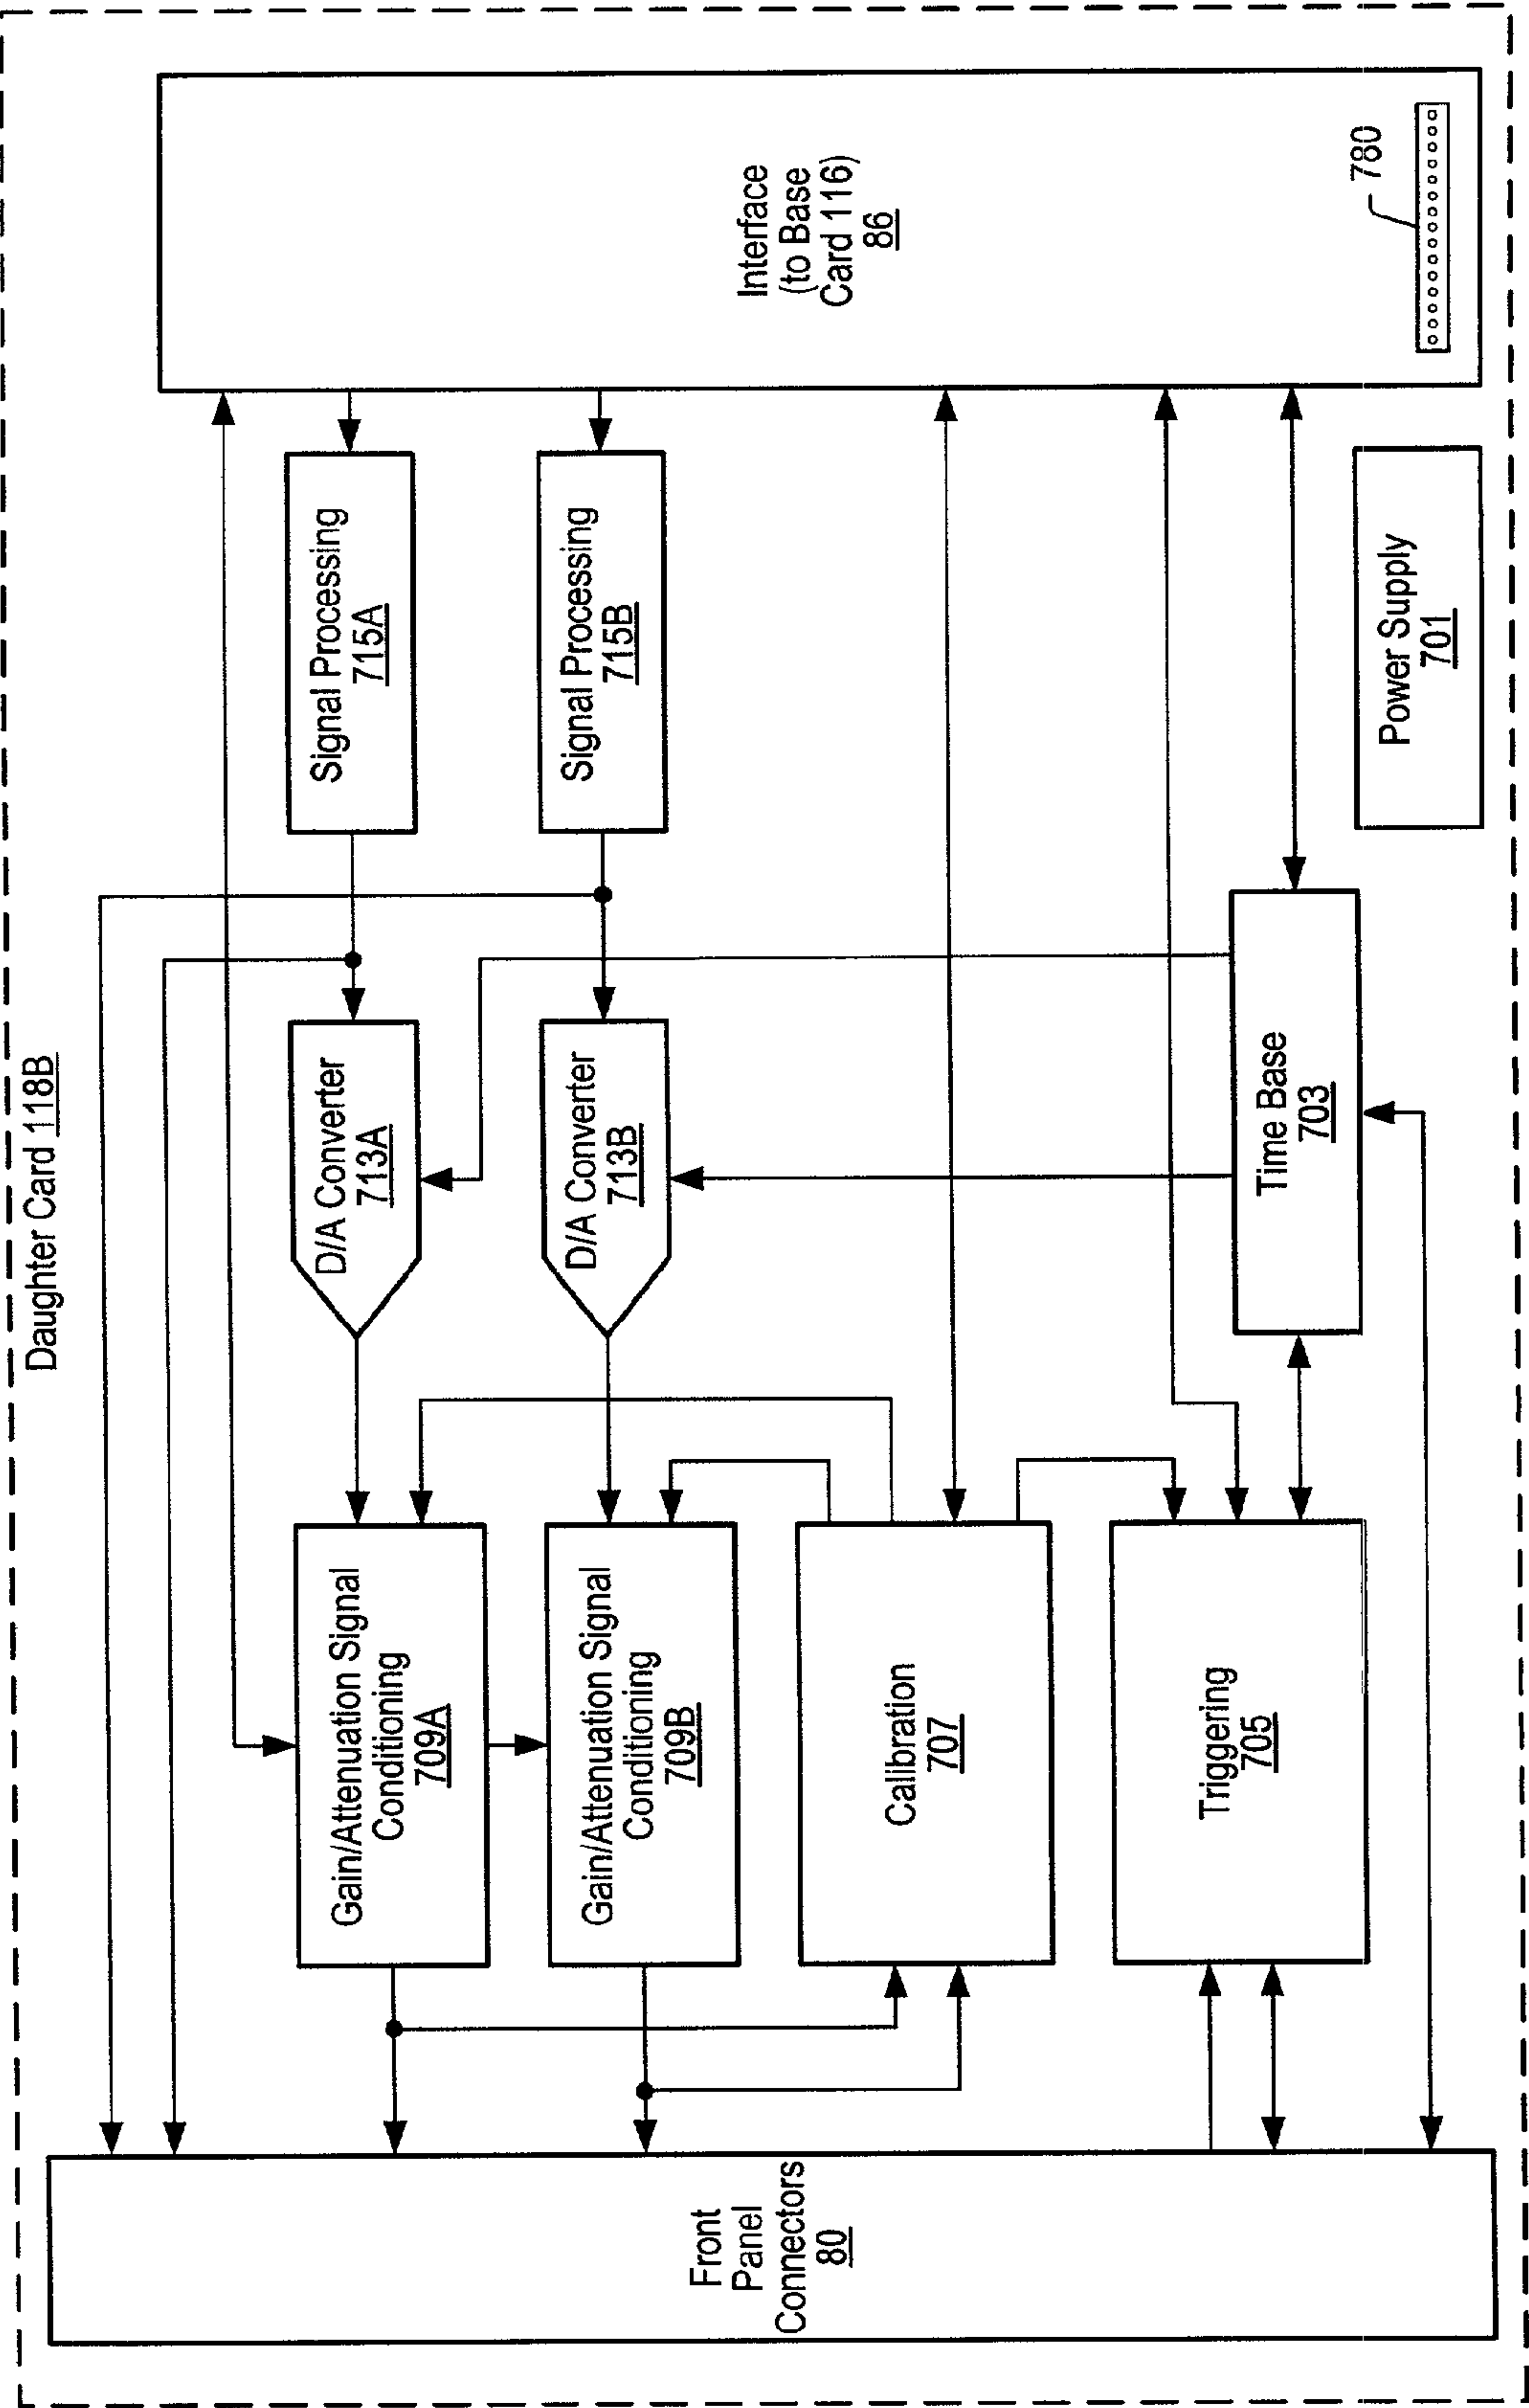 Daughter Card 118B
Front
Panel
Connectors
80
Gain/Attenuation Signal
Conditioning
709A
D/A Converter
713A
Signal Processing
715A
Gain/Attenuation Signal
Conditioning
709B
D/A Converter
713B
Signal Processing
715B
Interface
(to Base
Card 116)
86
Calibration
707
Triggering
705
Time Base
703
Power Supply
701
780